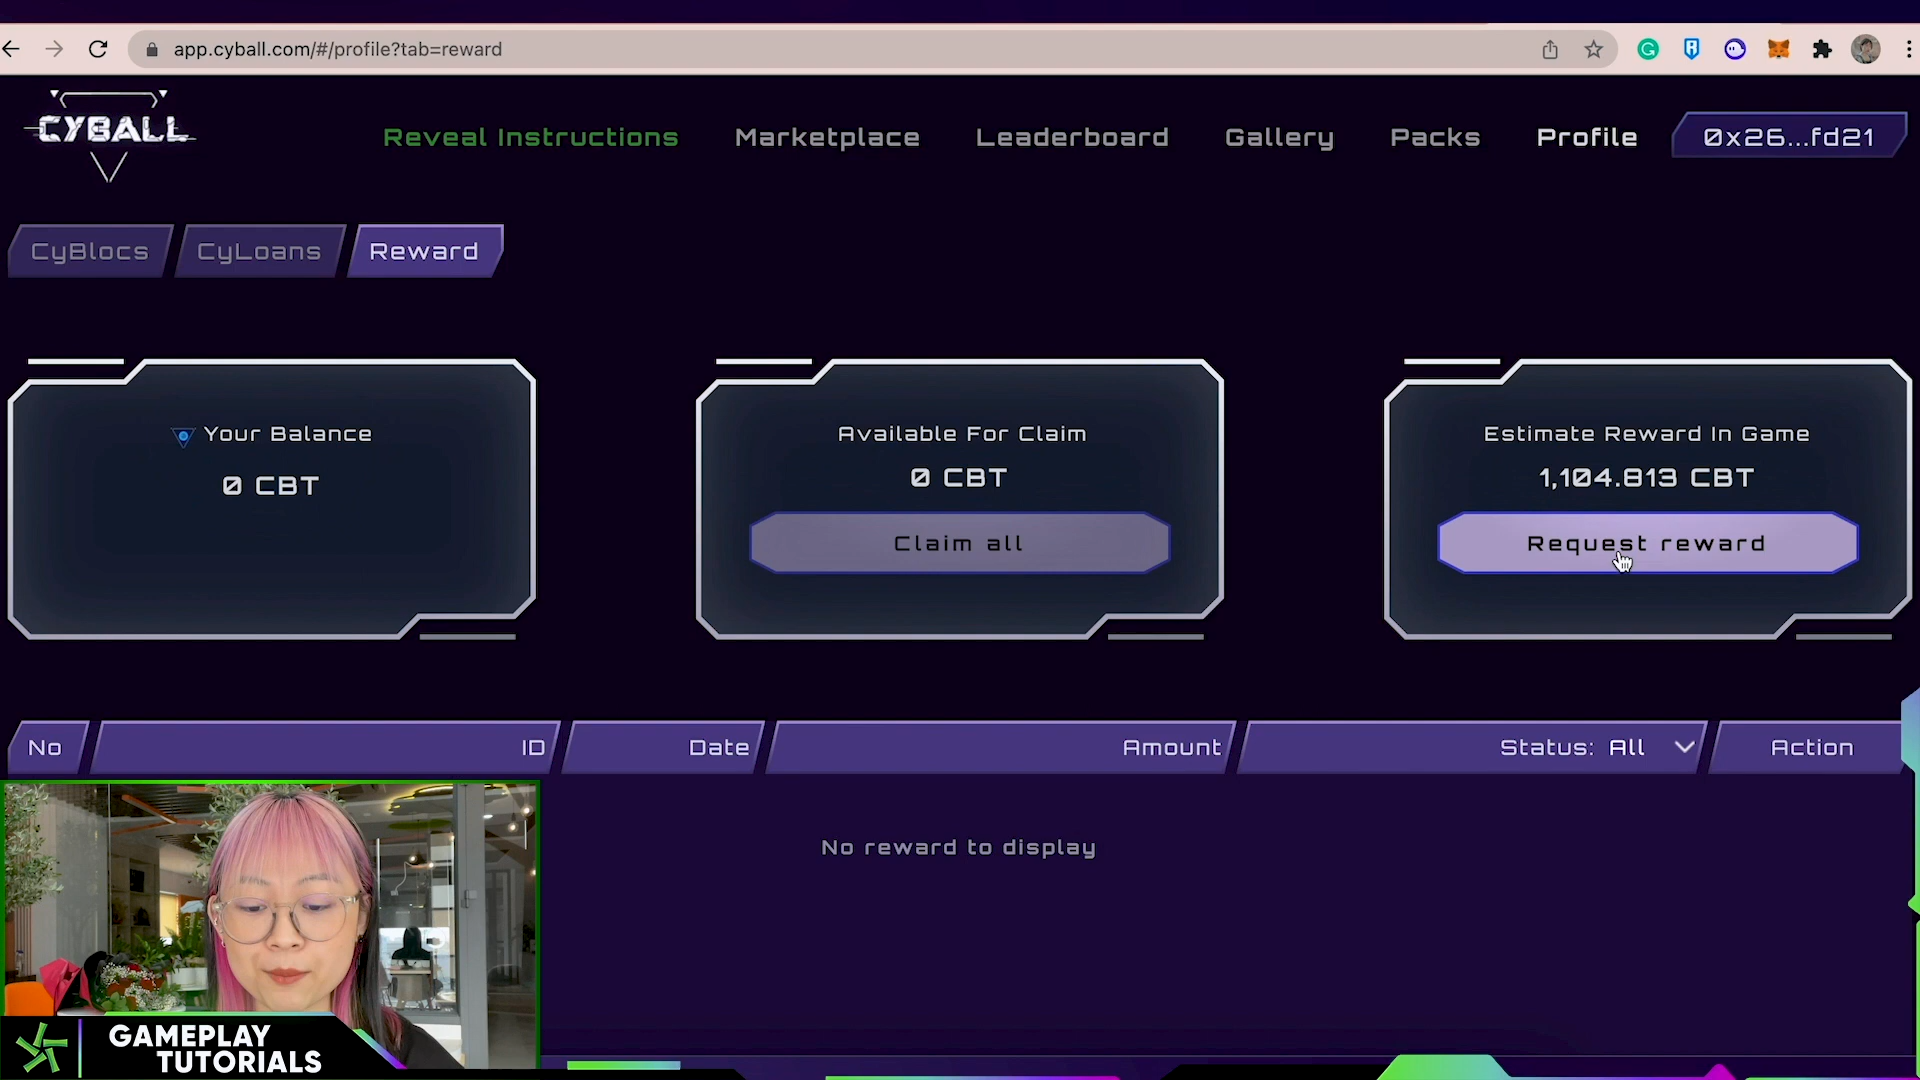 app.cyball.com/#/profile?tab=reward
CYBALL
Reveal Instructions
Marketplace
Leaderboard
Gallery
Packs
Profile
0x26...fd21
CyBlocs
CyLoans
Reward
Your Balance
0 CBT
Available For Claim
0 CBT
Claim all
Estimate Reward In Game
1,104.813 CBT
Request reward
No
ID
Date
Amount
Status: All
Action
No reward to display
GAMEPLAY
TUTORIALS